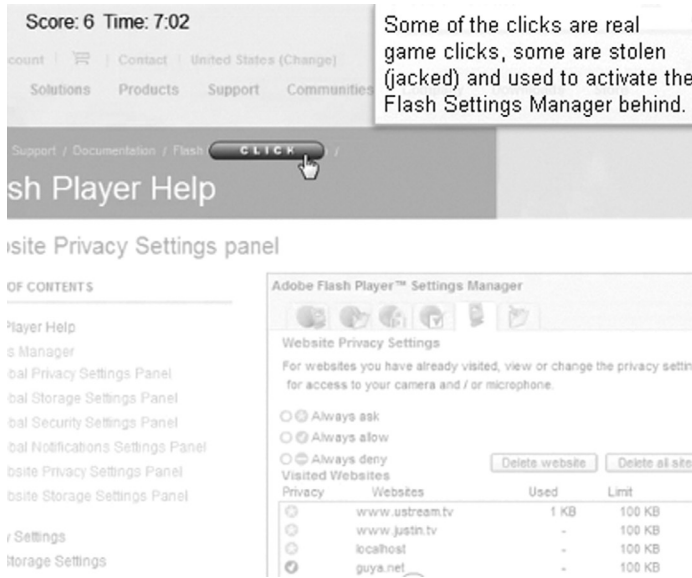 Score: 6 Time: 7:02
Some of the clicks are real
game clicks, some are stolen
(jacked) and used to activate the
Flash Settings Manager behind.
count | | Contact | United States (Change)
Solutions Products Support Communities
Support / Documentation / Flash CLICK /
sh Player Help
site Privacy Settings panel
OF CONTENTS
Player Help
s Manager
bal Privacy Settings Panel
bal Storage Settings Panel
bal Security Settings Panel
bal Notifications Settings Panel
bsite Privacy Settings Panel
bsite Storage Settings Panel
y Settings
Storage Settings
Adobe Flash Player™ Settings Manager
Website Privacy Settings
For websites you have already visited, view or change the privacy settin
for access to your camera and / or microphone.
Always ask
Always allow
Always deny Delete website Delete all site
Visited Websites
Privacy Websites Used Limit
www.ustream.tv 1 KB 100 KB
www.justin.tv - 100 KB
localhost - 100 KB
guya.net - 100 KB